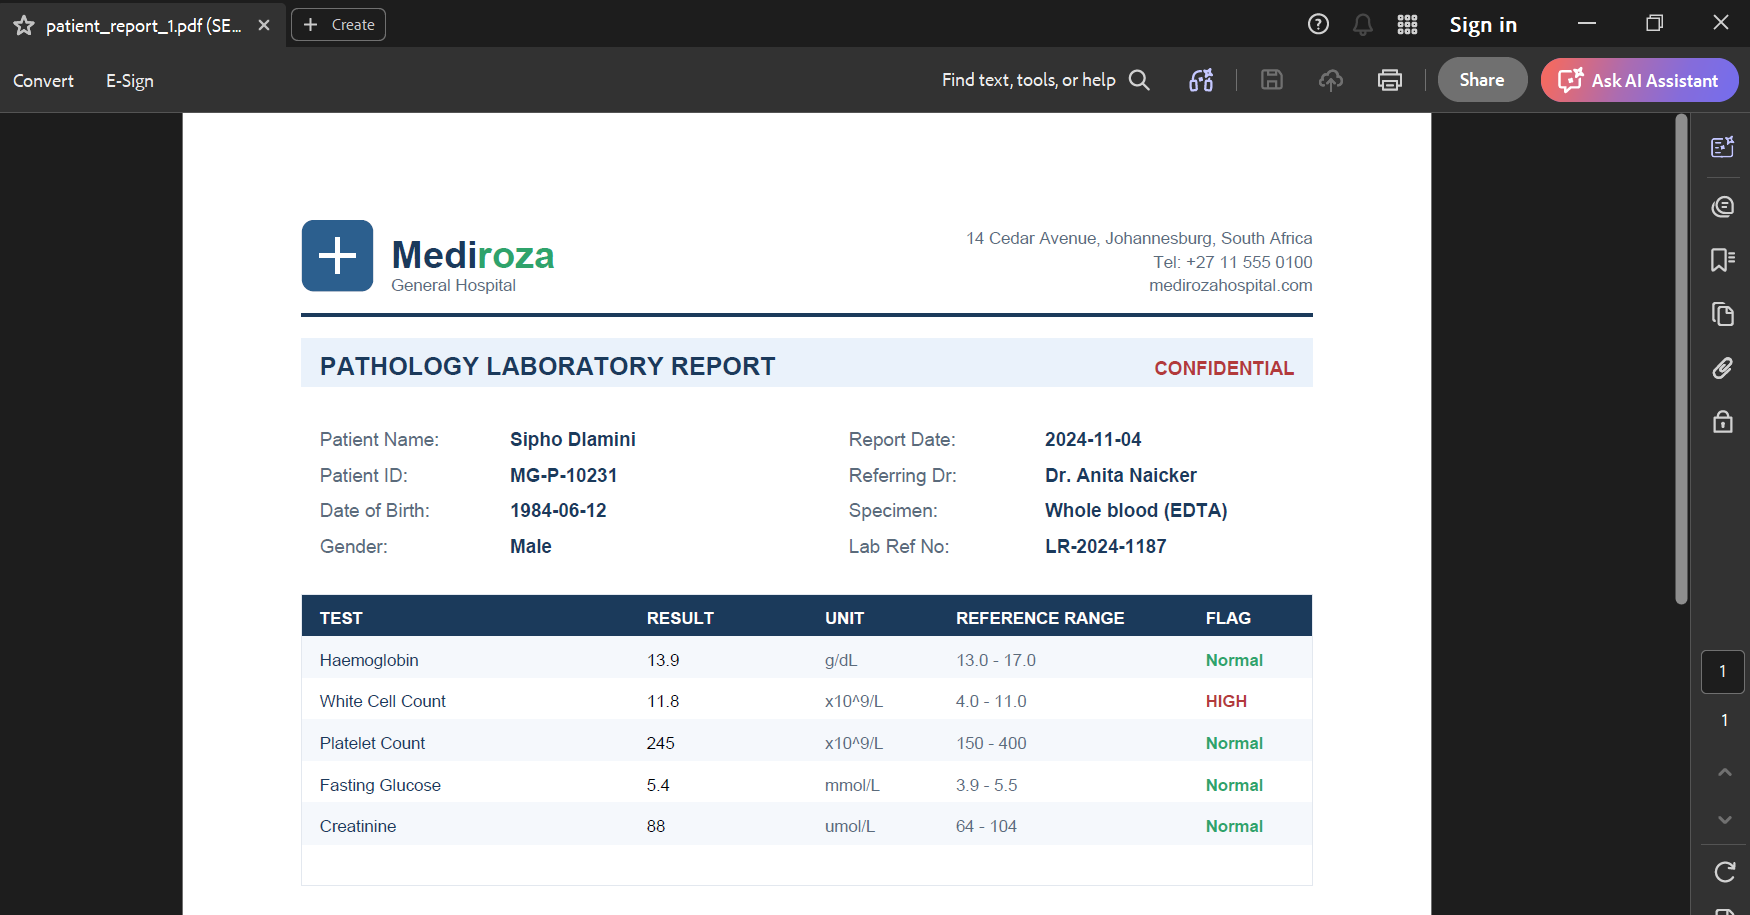 patient_report_1.pdf (SE...
Create
Sign in
Convert
E-Sign
Find text, tools, or help
Share
Ask AI Assistant
Mediroza
General Hospital
14 Cedar Avenue, Johannesburg, South Africa
Tel: +27 11 555 0100
medirozahospital.com
PATHOLOGY LABORATORY REPORT
CONFIDENTIAL
Patient Name: Sipho Dlamini Report Date: 2024-11-04
Patient ID: MG-P-10231 Referring Dr: Dr. Anita Naicker
Date of Birth: 1984-06-12 Specimen: Whole blood (EDTA)
Gender: Male Lab Ref No: LR-2024-1187
TEST RESULT UNIT REFERENCE RANGE FLAG
Haemoglobin 13.9 g/dL 13.0 - 17.0 Normal
White Cell Count 11.8 x10^9/L 4.0 - 11.0 HIGH
Platelet Count 245 x10^9/L 150 - 400 Normal
Fasting Glucose 5.4 mmol/L 3.9 - 5.5 Normal
Creatinine 88 umol/L 64 - 104 Normal
1
1